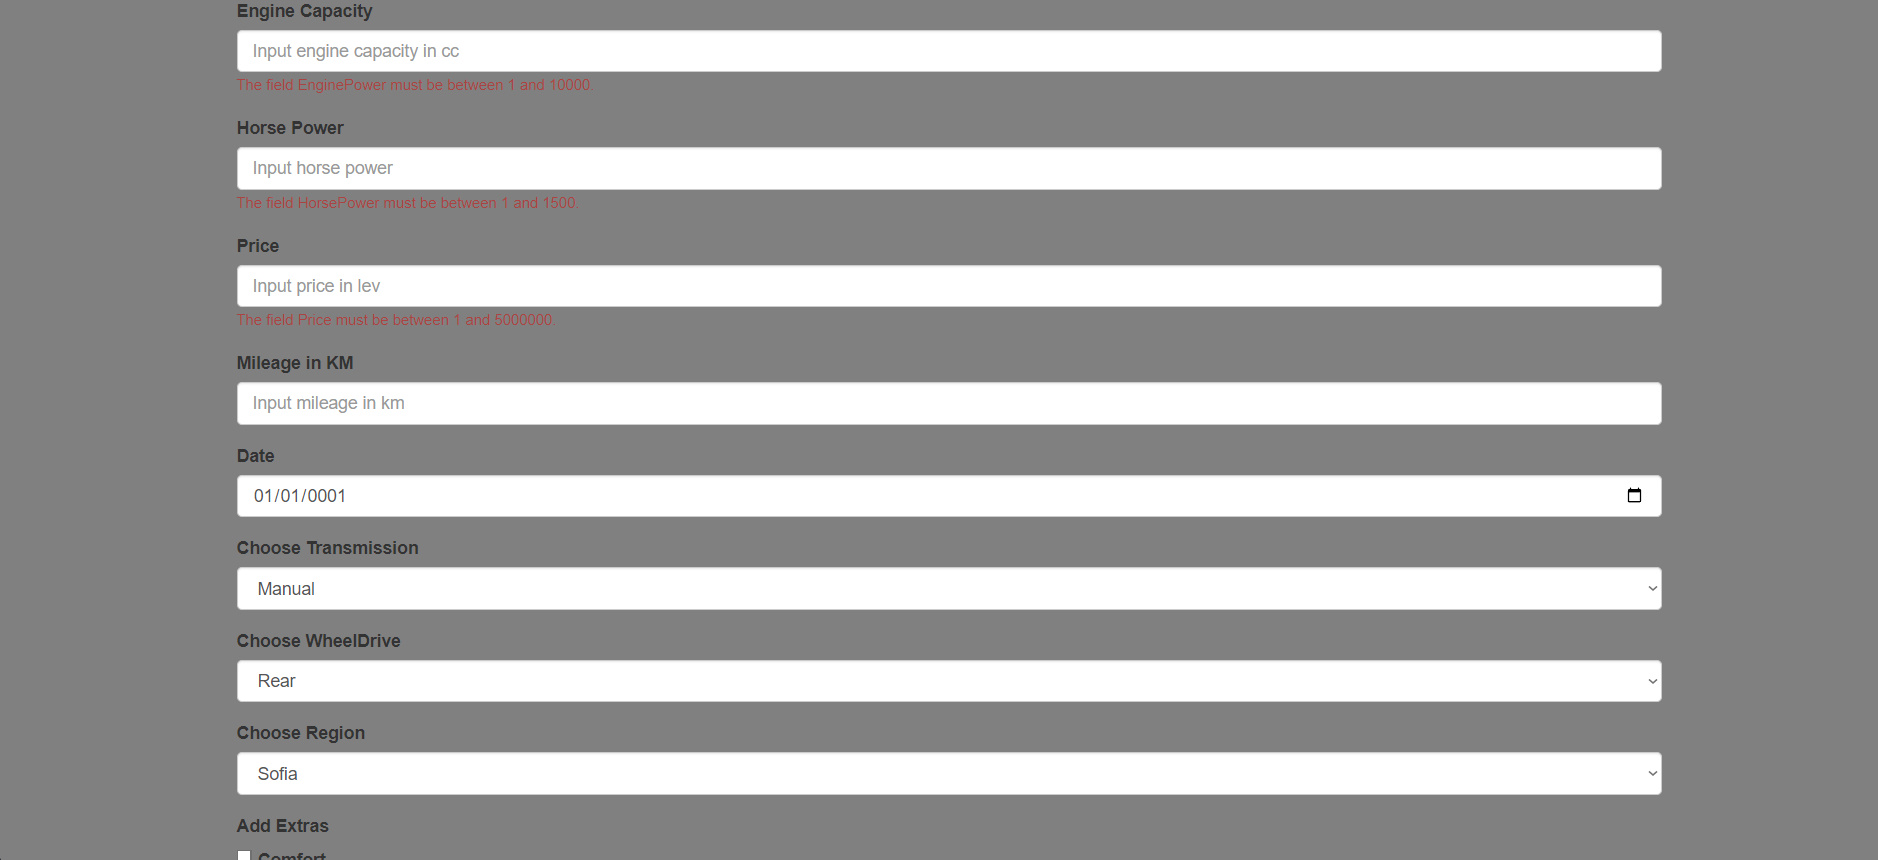 Engine Capacity
Input engine capacity in cc
The field EnginePower must be between 1 and 10000.
Horse Power
Input horse power
The field HorsePower must be between 1 and 1500.
Price
Input price in lev
The field Price must be between 1 and 5000000.
Mileage in KM
Input mileage in km
Date
01/01/0001
Choose Transmission
Manual
Choose WheelDrive
Rear
Choose Region
Sofia
Add Extras
Comfort